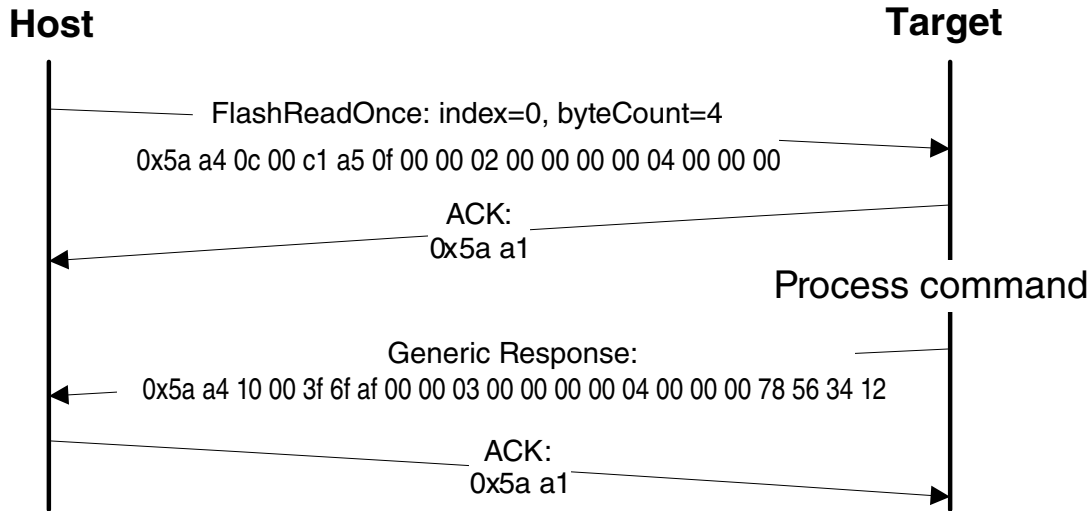 Host
Target
FlashReadOnce: index=0, byteCount=4
0x5a a4 0c 00 c1 a5 0f 00 00 02 00 00 00 00 04 00 00 00
ACK:
0x5a a1
Process command
Generic Response:
0x5a a4 10 00 3f 6f af 00 00 03 00 00 00 00 04 00 00 00 78 56 34 12
ACK:
0x5a a1